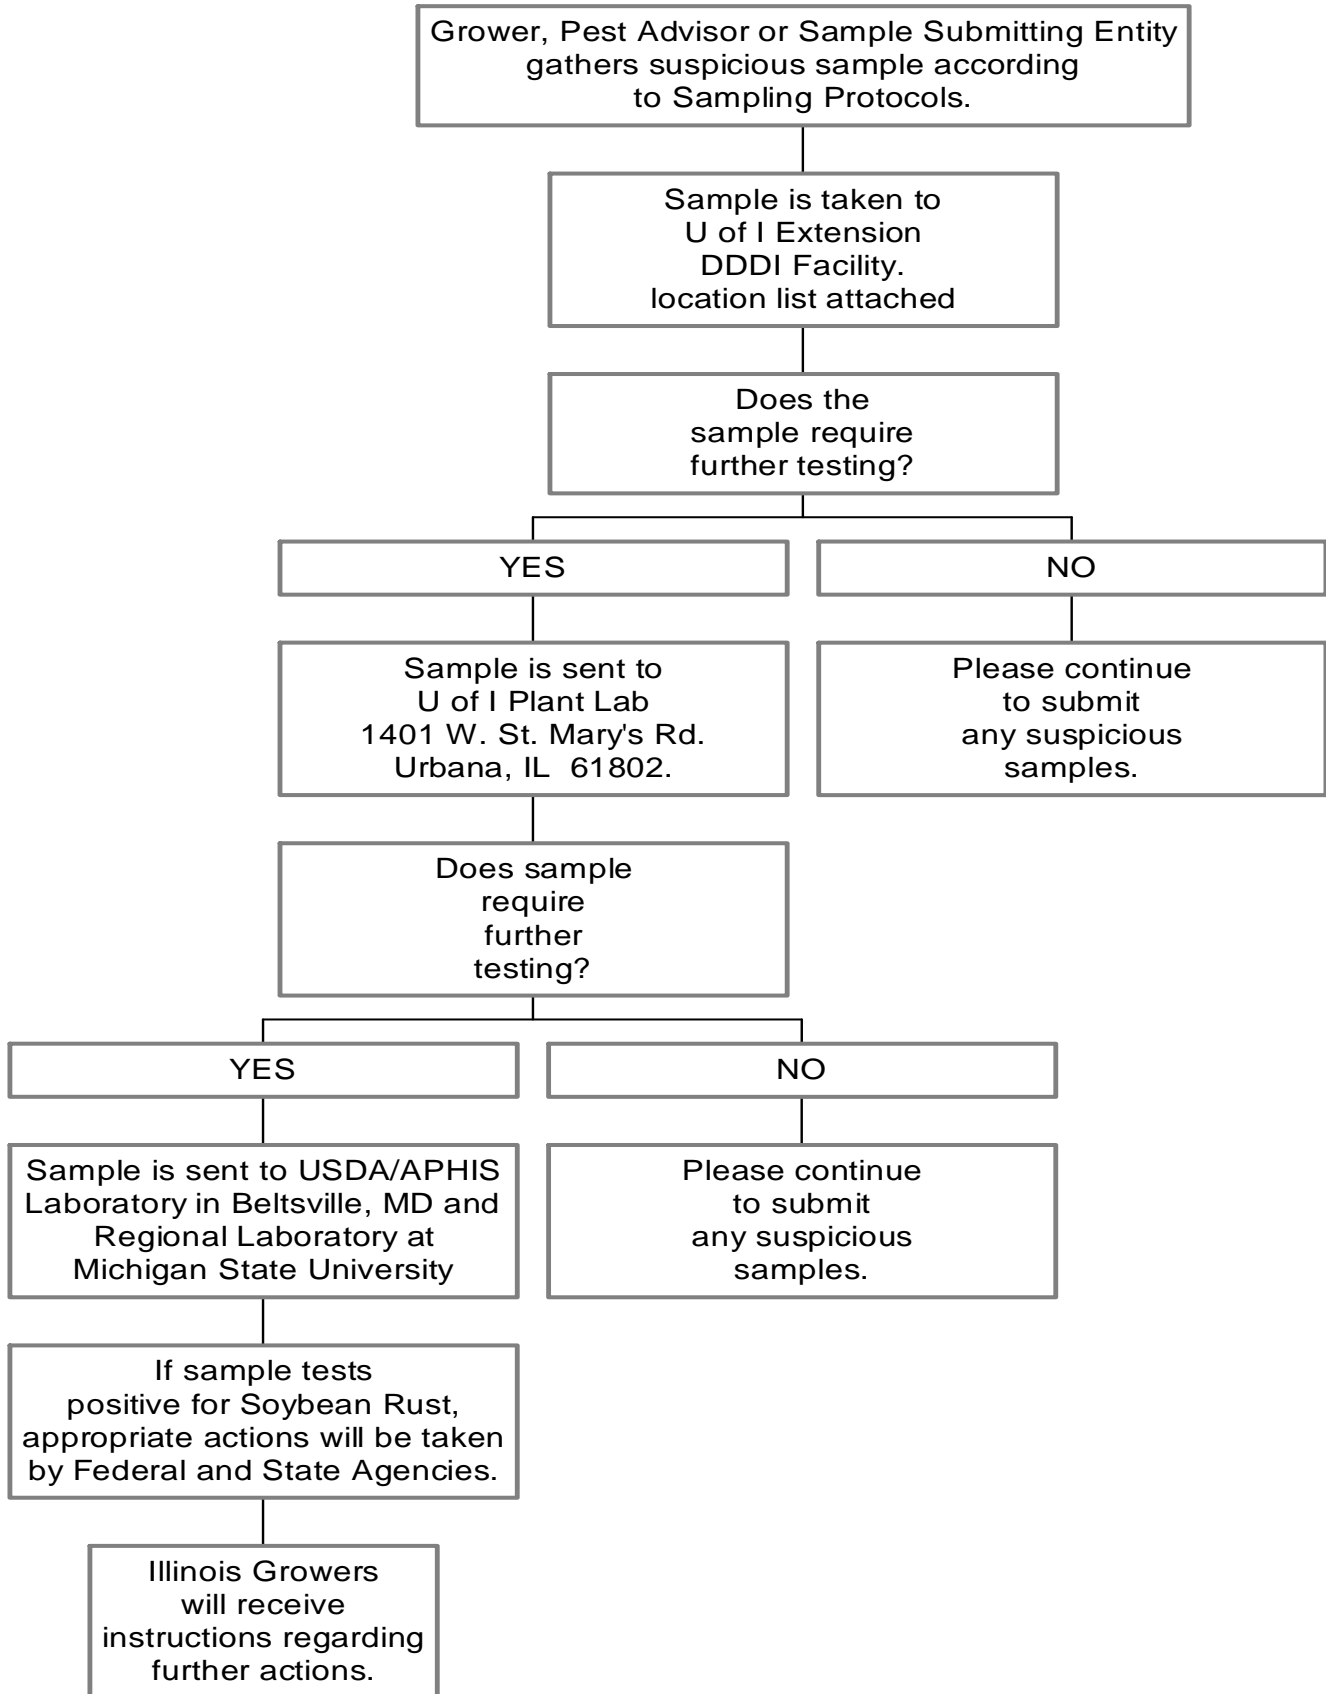 Grower, Pest Advisor or Sample Submitting Entity
gathers suspicious sample according
to Sampling Protocols.
Sample is taken to
U of I Extension
DDDI Facility.
location list attached
Does the
sample require
further testing?
YES
NO
Sample is sent to
U of I Plant Lab
1401 W. St. Mary's Rd.
Urbana, IL  61802.
Please continue
to submit
any suspicious
samples.
Does sample
require
further
testing?
YES
NO
Sample is sent to USDA/APHIS
Laboratory in Beltsville, MD and
Regional Laboratory at
Michigan State University
Please continue
to submit
any suspicious
samples.
If sample tests
positive for Soybean Rust,
appropriate actions will be taken
by Federal and State Agencies.
Illinois Growers
will receive
instructions regarding
further actions.